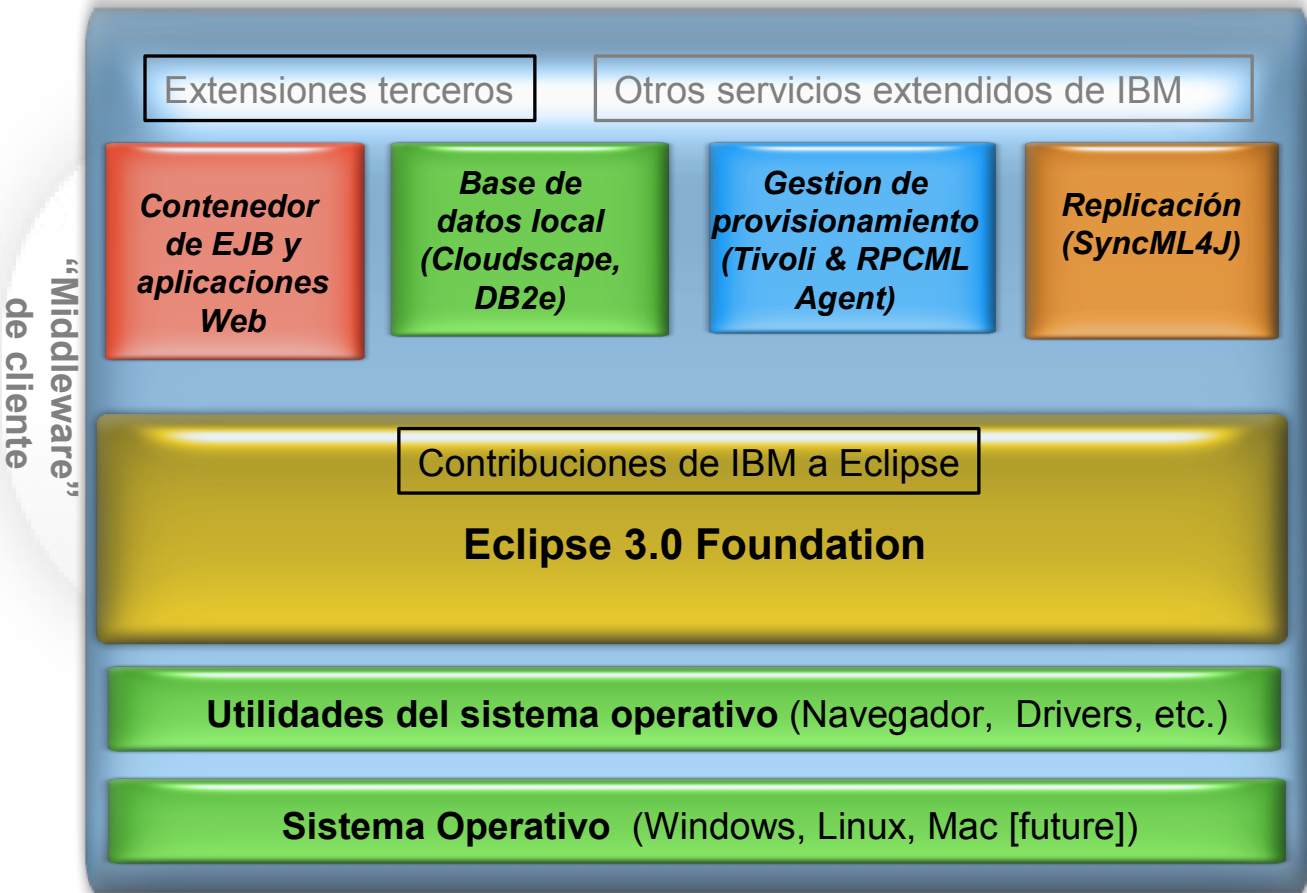 Extensiones terceros
Otros servicios extendidos de IBM
Contenedor
de EJB y
aplicaciones
Web
Base de
datos local
(Cloudscape,
DB2e)
Gestion de
provisionamiento
(Tivoli & RPCML
Agent)
Replicación
(SyncML4J)
“Middleware”
de cliente
Contribuciones de IBM a Eclipse
Eclipse 3.0 Foundation
Utilidades del sistema operativo (Navegador, Drivers, etc.)
Sistema Operativo (Windows, Linux, Mac [future])